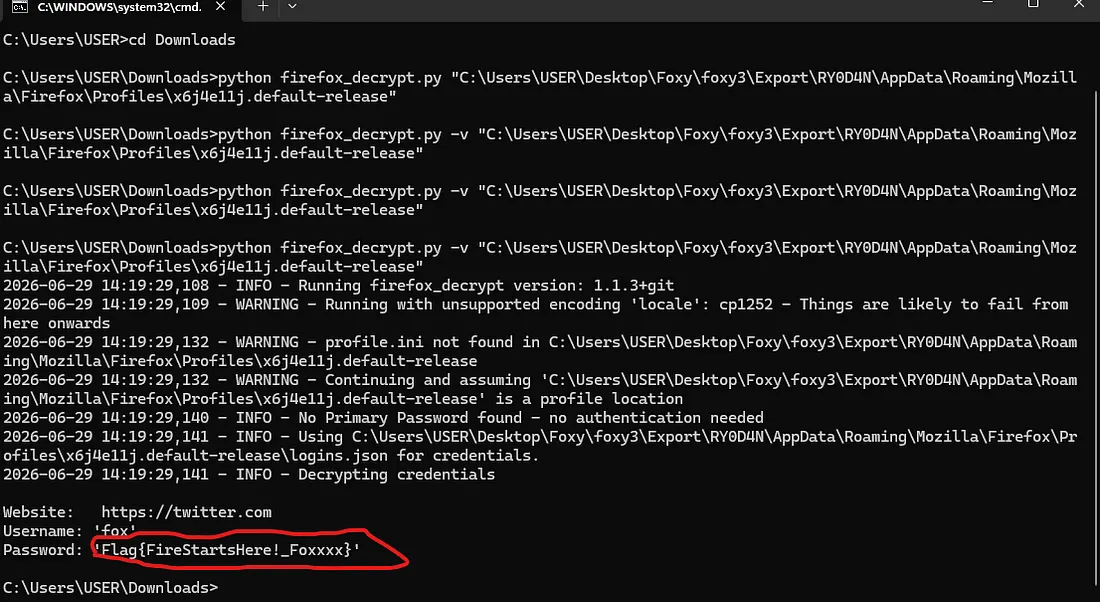 C:\WINDOWS\system32\cmd.
C:\Users\USER>cd Downloads
C:\Users\USER\Downloads>python firefox_decrypt.py "C:\Users\USER\Desktop\Foxy\foxy3\Export\RY0D4N\AppData\Roaming\Mozill
a\Firefox\Profiles\x6j4e11j.default-release"
C:\Users\USER\Downloads>python firefox_decrypt.py -v "C:\Users\USER\Desktop\Foxy\foxy3\Export\RY0D4N\AppData\Roaming\Moz
illa\Firefox\Profiles\x6j4e11j.default-release"
C:\Users\USER\Downloads>python firefox_decrypt.py -v "C:\Users\USER\Desktop\Foxy\foxy3\Export\RY0D4N\AppData\Roaming\Moz
illa\Firefox\Profiles\x6j4e11j.default-release"
C:\Users\USER\Downloads>python firefox_decrypt.py -v "C:\Users\USER\Desktop\Foxy\foxy3\Export\RY0D4N\AppData\Roaming\Moz
illa\Firefox\Profiles\x6j4e11j.default-release"
2026-06-29 14:19:29,108 - INFO - Running firefox_decrypt version: 1.1.3+git
2026-06-29 14:19:29,109 - WARNING - Running with unsupported encoding 'locale': cp1252 - Things are likely to fail from
here onwards
2026-06-29 14:19:29,132 - WARNING - profile.ini not found in C:\Users\USER\Desktop\Foxy\foxy3\Export\RY0D4N\AppData\Roam
ing\Mozilla\Firefox\Profiles\x6j4e11j.default-release
2026-06-29 14:19:29,132 - WARNING - Continuing and assuming 'C:\Users\USER\Desktop\Foxy\foxy3\Export\RY0D4N\AppData\Roam
ing\Mozilla\Firefox\Profiles\x6j4e11j.default-release' is a profile location
2026-06-29 14:19:29,140 - INFO - No Primary Password found - no authentication needed
2026-06-29 14:19:29,141 - INFO - Using C:\Users\USER\Desktop\Foxy\foxy3\Export\RY0D4N\AppData\Roaming\Mozilla\Firefox\Pr
ofiles\x6j4e11j.default-release\logins.json for credentials.
2026-06-29 14:19:29,141 - INFO - Decrypting credentials
Website:   https://twitter.com
Username: 'fox'
Password: 'Flag{FireStartsHere!_Foxxxx}'
C:\Users\USER\Downloads>